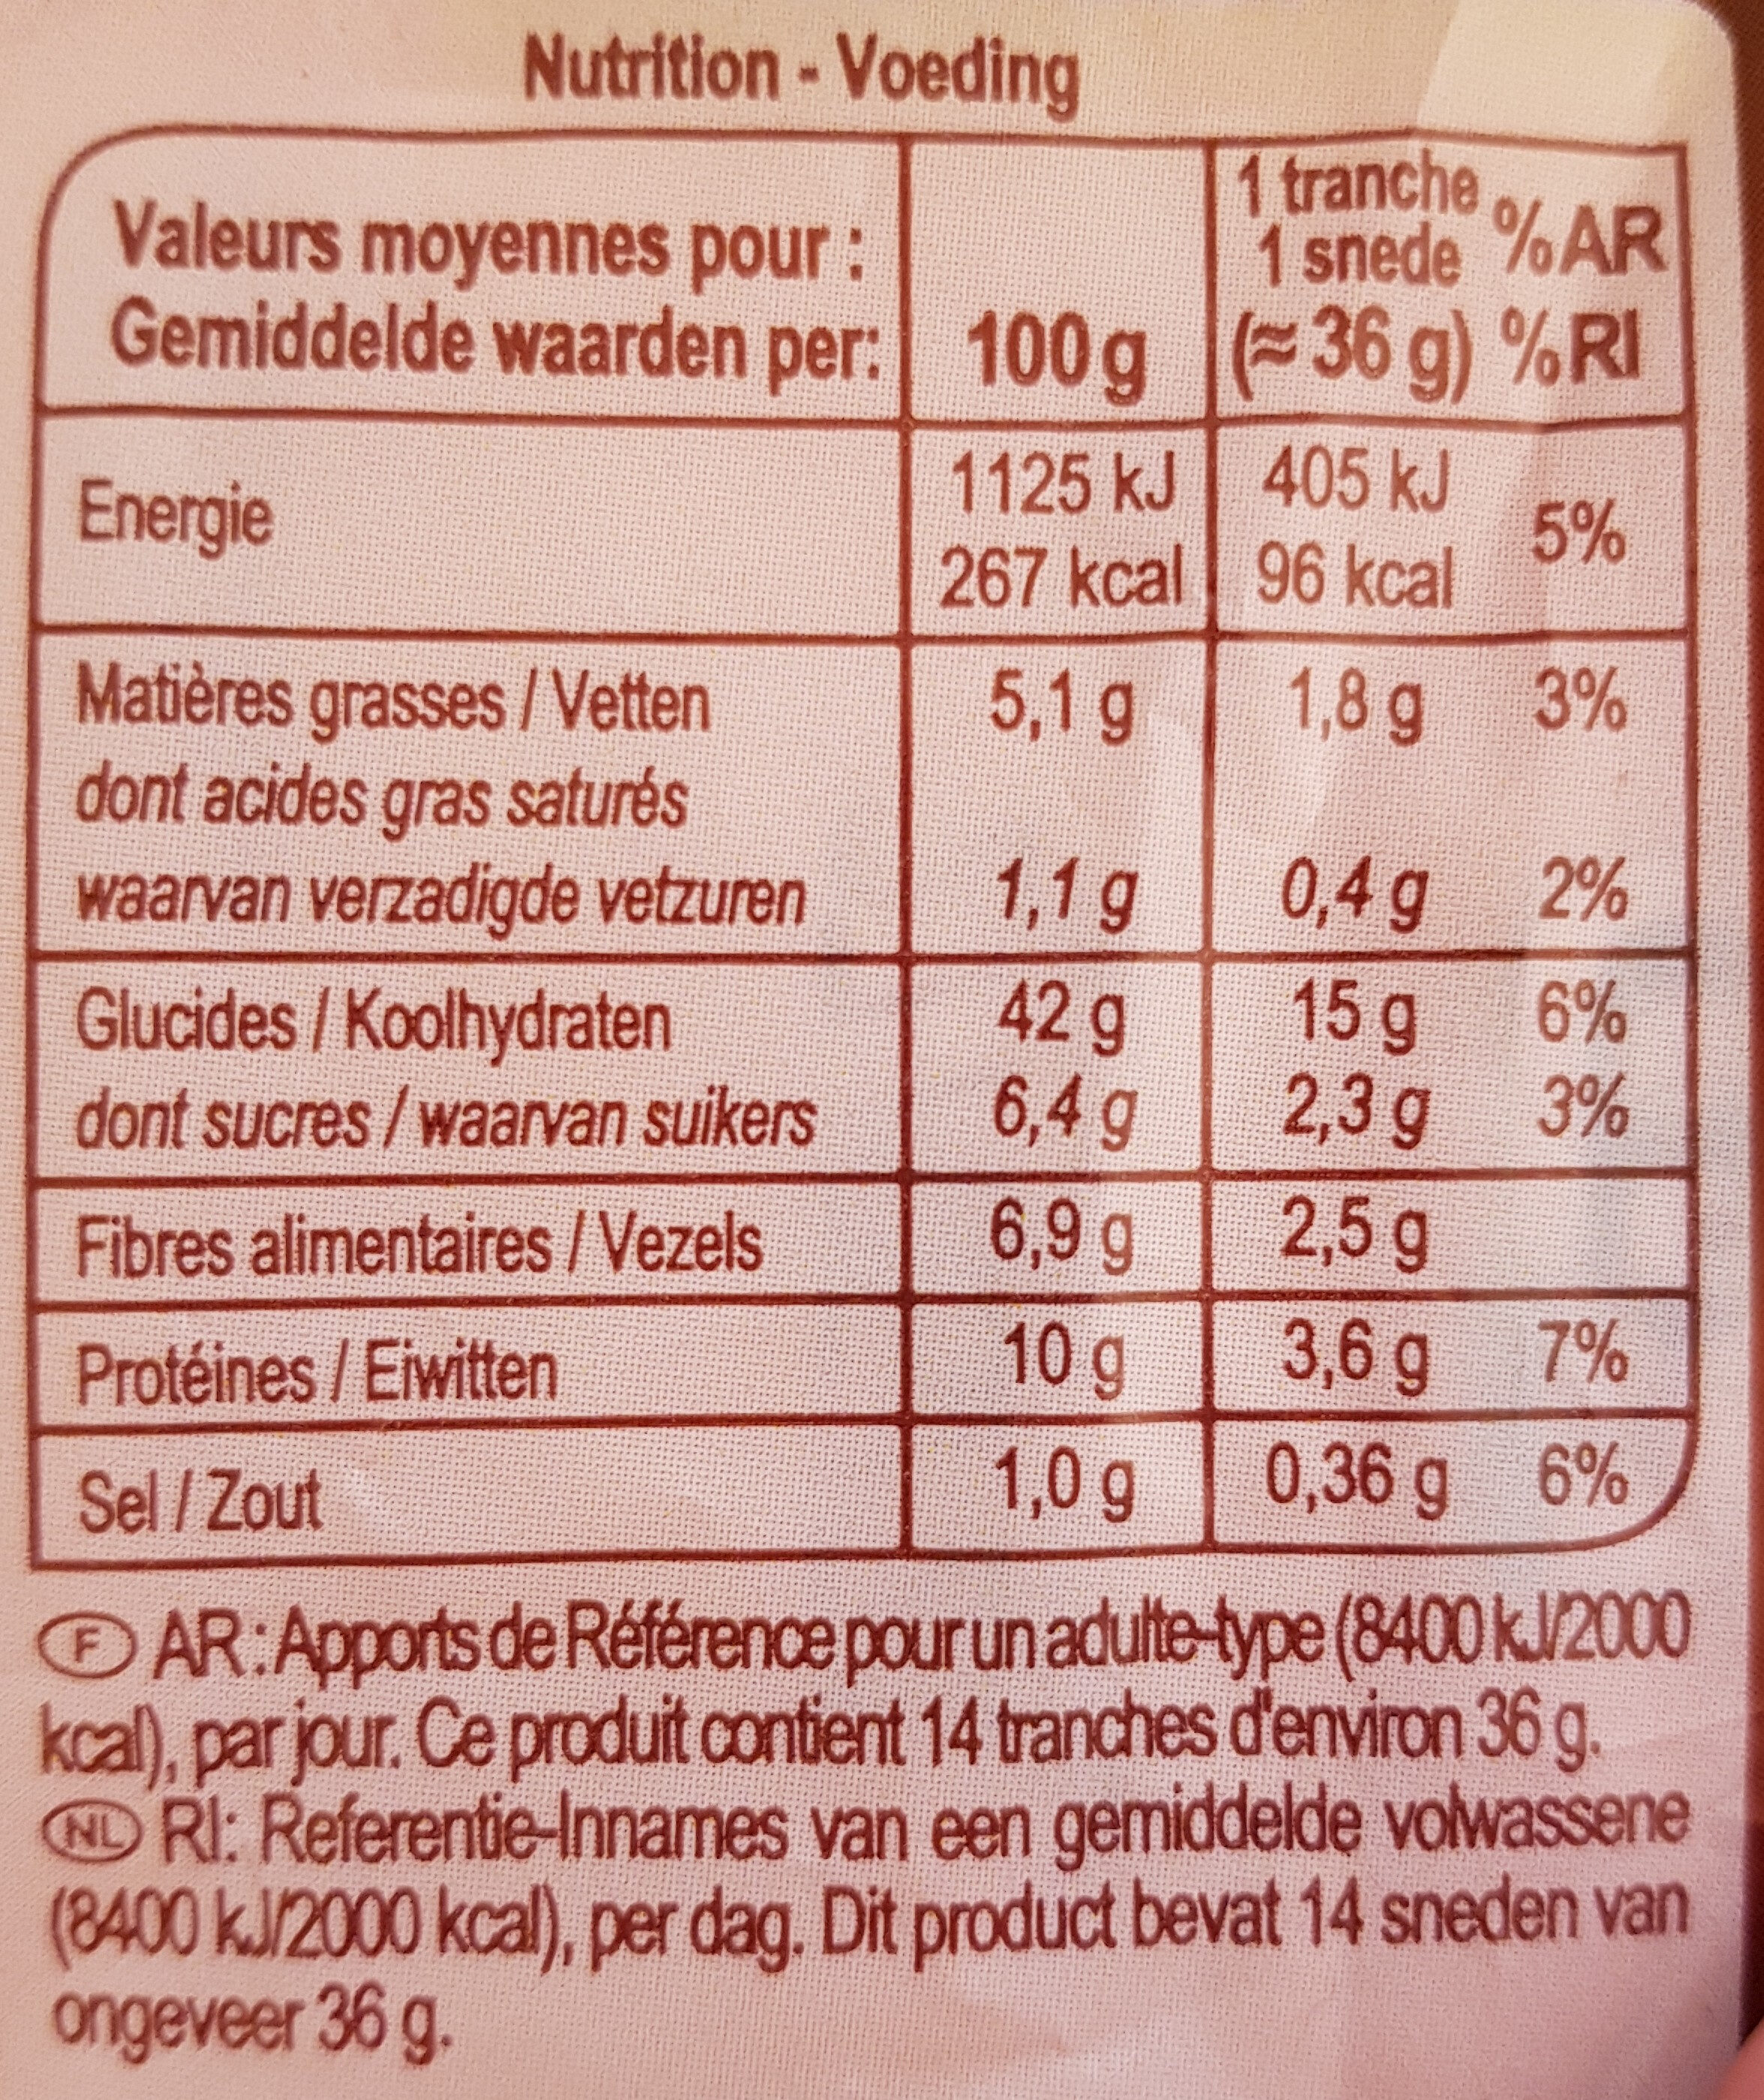 Nutrition - Voeding
Valeurs moyennes pour :
Gemiddelde waarden per:
100 g
1 tranche
1 snede
(≈ 36 g)
% AR
% RI
Energie
1125 kJ 405 kJ
267 kcal 96 kcal
5%
Matières grasses / Vetten 5,1 g 1,8 g 3%
dont acides gras saturés
waarvan verzadigde vetzuren 1,1 g 0,4 g 2%
Glucides / Koolhydraten 42 g 15 g 6%
dont sucres / waarvan suikers 6,4 g 2,3 g 3%
Fibres alimentaires / Vezels 6,9 g 2,5 g
Protéines / Eiwitten 10 g 3,6 g 7%
Sel / Zout 1,0 g 0,36 g 6%
F AR: Apports de Référence pour un adulte-type (8400 kJ/2000
kcal), par jour. Ce produit contient 14 tranches d'environ 36 g.
NL RI: Referentie-Innames van een gemiddelde volwassene
(8400 kJ/2000 kcal), per dag. Dit product bevat 14 sneden van
ongeveer 36 g.